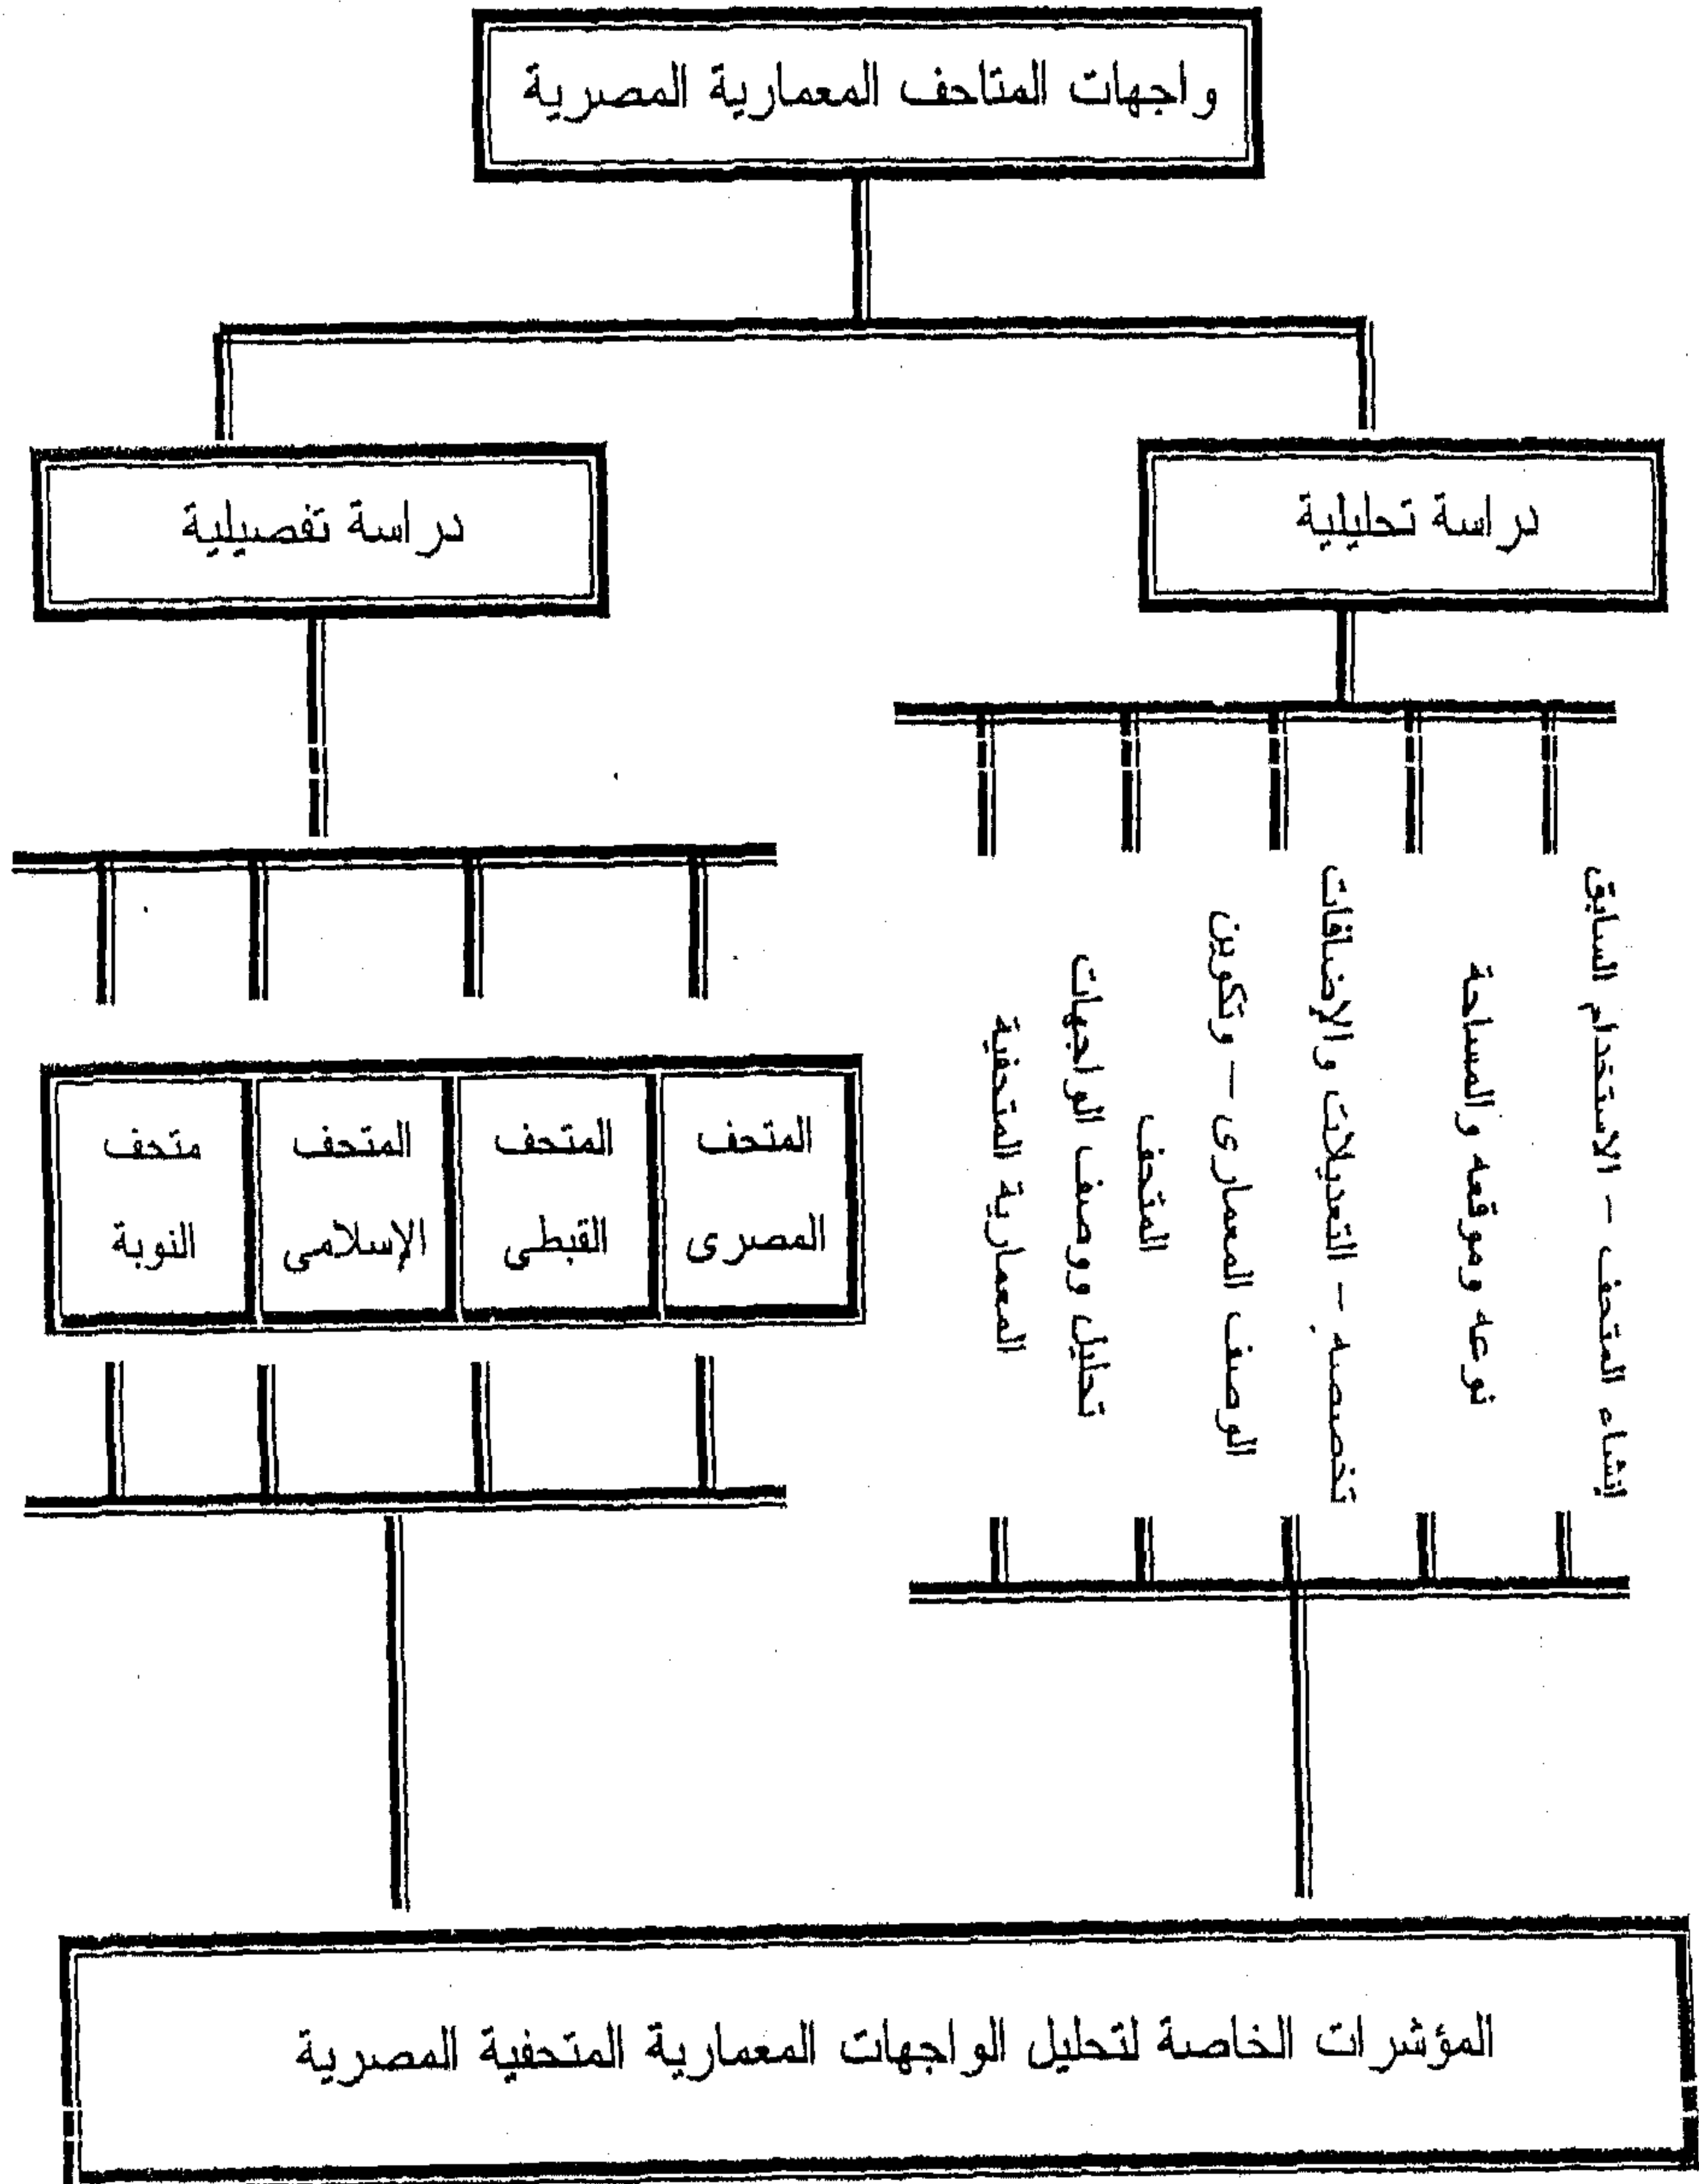 واجهات المتاحف المعمارية المصرية
دراسة تحليلية
دراسة تفصيلية
إنشاء المتحف – الاستخدام السابق
نوعه وموقعه والمساحة
تخصصه – التعديلات والإضافات
الوصف المعمارى – وتكوين
المتحف
تحليل ووصف الواجهات
المعمارية المتحفية
المتحف
المصرى
المتحف
القبطى
المتحف
الإسلامى
متحف
النوبة
المؤشرات الخاصة لتحليل الواجهات المعمارية المتحفية المصرية